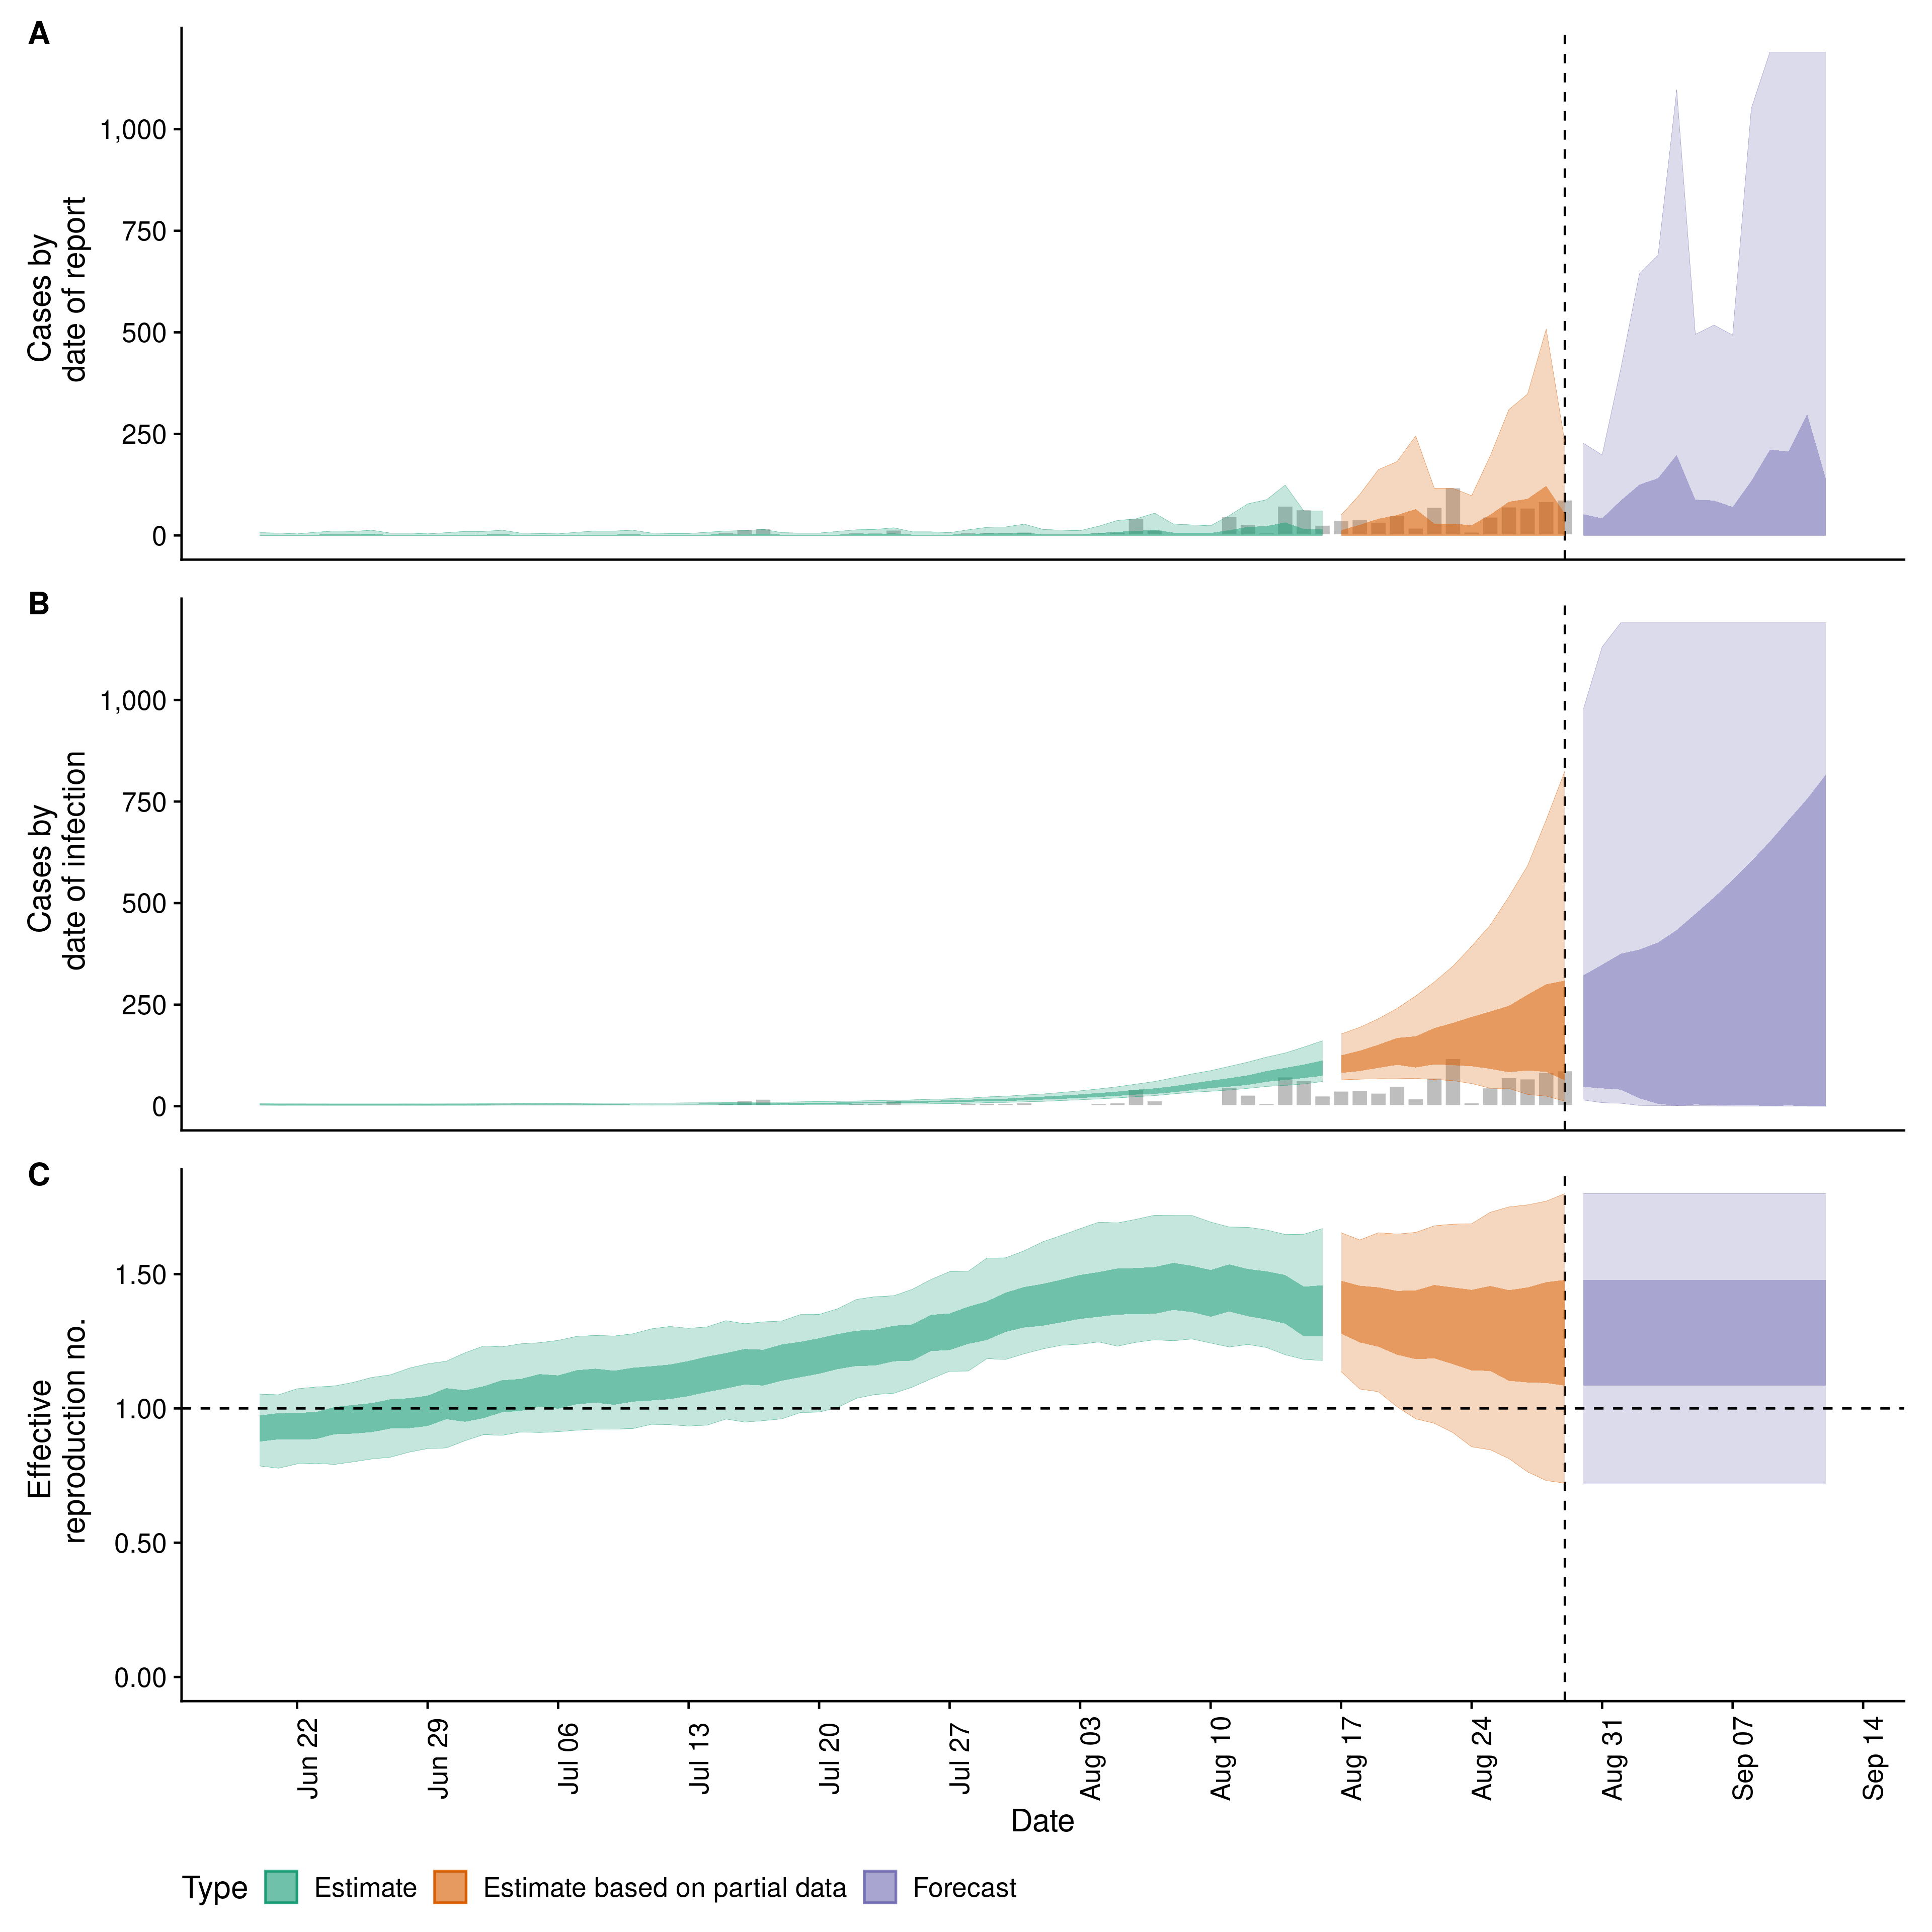 A
Cases by
date of report
1,000
750
500
250
0
B
Cases by
date of infection
1,000
750
500
250
0
C
Effective
reproduction no.
1.50
1.00
0.50
0.00
Jun 22
Jun 29
Jul 06
Jul 13
Jul 20
Jul 27
Aug 03
Aug 10
Aug 17
Aug 24
Aug 31
Sep 07
Sep 14
Date
Type Estimate Estimate based on partial data Forecast